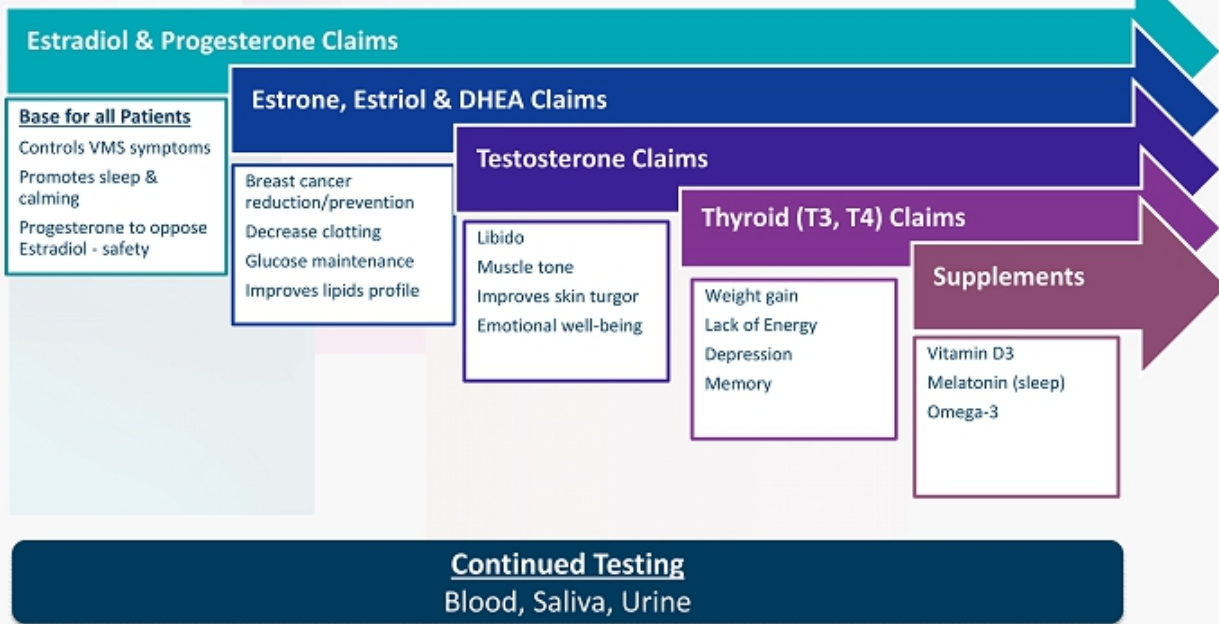 Estradiol & Progesterone Claims
Base for all Patients
Controls VMS symptoms
Promotes sleep &
calming
Progesterone to oppose
Estradiol - safety
Estrone, Estriol & DHEA Claims
Breast cancer
reduction/prevention
Decrease clotting
Glucose maintenance
Improves lipids profile
Testosterone Claims
Libido
Muscle tone
Improves skin turgor
Emotional well-being
Thyroid (T3, T4) Claims
Weight gain
Lack of Energy
Depression
Memory
Supplements
Vitamin D3
Melatonin (sleep)
Omega-3
Continued Testing
Blood, Saliva, Urine